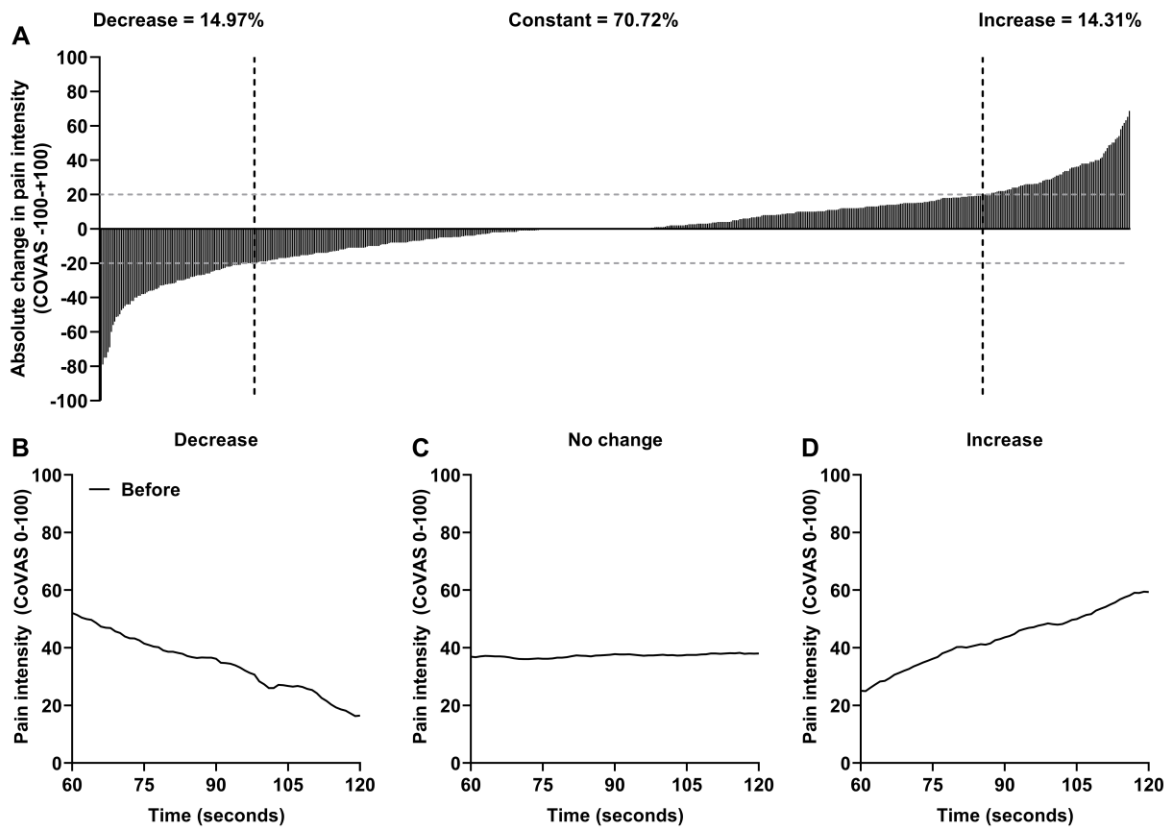 Decrease = 14.97% Constant = 70.72% Increase = 14.31%
A
Absolute change in pain intensity
(COVAS -100-+100)
100
80
60
40
20
0
-20
-40
-60
-80
-100
B Decrease
Before
Pain intensity (CoVAS 0-100)
100
80
60
40
20
0
60 75 90 105 120
Time (seconds)
C No change
Pain intensity (CoVAS 0-100)
100
80
60
40
20
0
60 75 90 105 120
Time (seconds)
D Increase
Pain intensity (CoVAS 0-100)
100
80
60
40
20
0
60 75 90 105 120
Time (seconds)